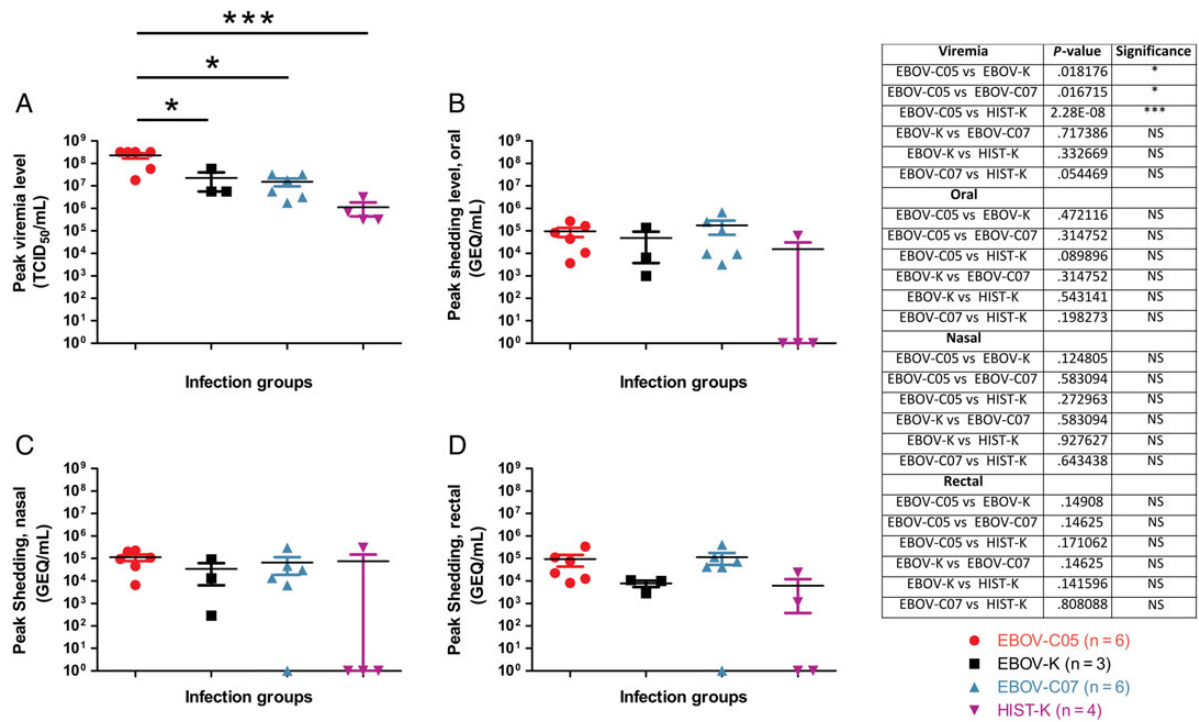 ***
*
*
A
Peak viremia level
(TCID50/mL)
10^9
10^8
10^7
10^6
10^5
10^4
10^3
10^2
10^1
10^0
Infection groups
B
Peak shedding level, oral
(GEQ/mL)
10^9
10^8
10^7
10^6
10^5
10^4
10^3
10^2
10^1
10^0
Infection groups
C
Peak Shedding, nasal
(GEQ/mL)
10^9
10^8
10^7
10^6
10^5
10^4
10^3
10^2
10^1
10^0
Infection groups
D
Peak Shedding, rectal
(GEQ/mL)
10^9
10^8
10^7
10^6
10^5
10^4
10^3
10^2
10^1
10^0
Infection groups
Viremia P-value Significance
EBOV-C05 vs EBOV-K .018176 *
EBOV-C05 vs EBOV-C07 .016715 *
EBOV-C05 vs HIST-K 2.28E-08 ***
EBOV-K vs EBOV-C07 .717386 NS
EBOV-K vs HIST-K .332669 NS
EBOV-C07 vs HIST-K .054469 NS
Oral
EBOV-C05 vs EBOV-K .472116 NS
EBOV-C05 vs EBOV-C07 .314752 NS
EBOV-C05 vs HIST-K .089896 NS
EBOV-K vs EBOV-C07 .314752 NS
EBOV-K vs HIST-K .543141 NS
EBOV-C07 vs HIST-K .198273 NS
Nasal
EBOV-C05 vs EBOV-K .124805 NS
EBOV-C05 vs EBOV-C07 .583094 NS
EBOV-C05 vs HIST-K .272963 NS
EBOV-K vs EBOV-C07 .583094 NS
EBOV-K vs HIST-K .927627 NS
EBOV-C07 vs HIST-K .643438 NS
Rectal
EBOV-C05 vs EBOV-K .14908 NS
EBOV-C05 vs EBOV-C07 .14625 NS
EBOV-C05 vs HIST-K .171062 NS
EBOV-K vs EBOV-C07 .14625 NS
EBOV-K vs HIST-K .141596 NS
EBOV-C07 vs HIST-K .808088 NS
EBOV-C05 (n = 6)
EBOV-K (n = 3)
EBOV-C07 (n = 6)
HIST-K (n = 4)